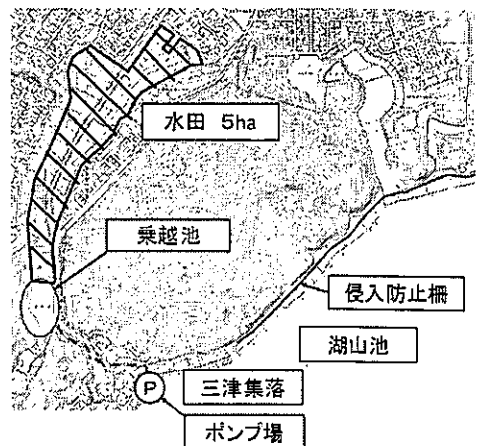 水田 5ha
乗越池
侵入防止柵
湖山池
P
三津集落
ポンプ場